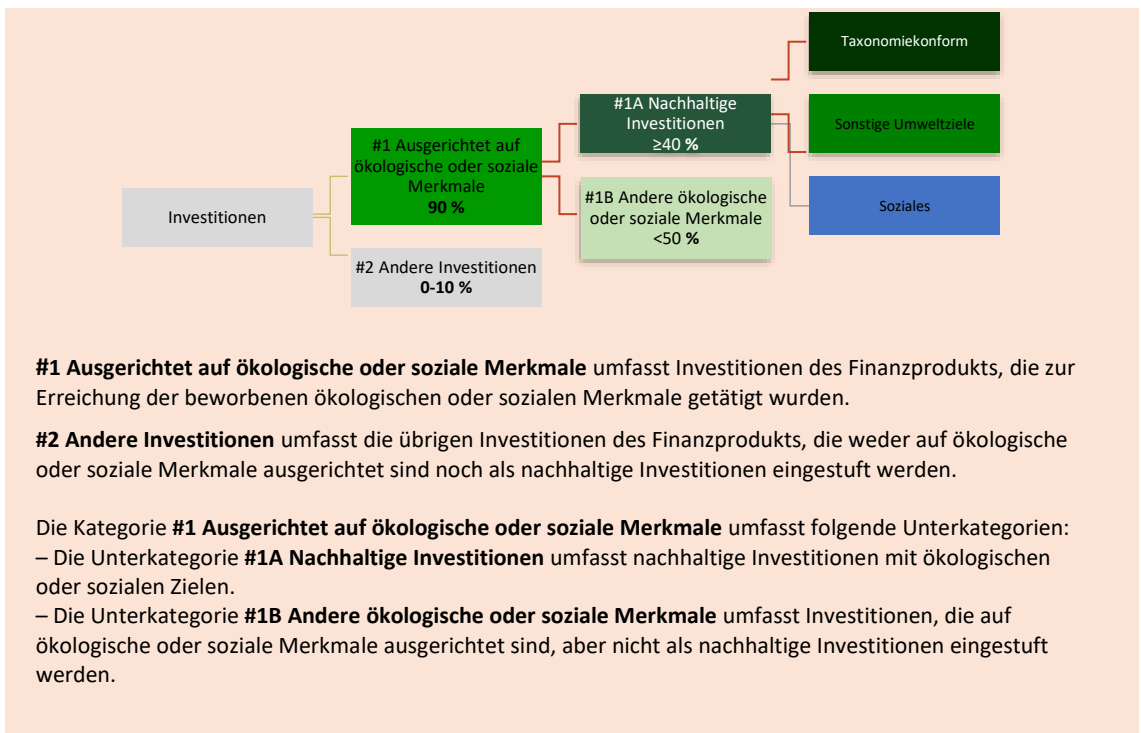 Taxonomiekonform
#1A Nachhaltige
Investitionen
≥40 %
Sonstige Umweltziele
#1 Ausgerichtet auf
ökologische oder soziale
Merkmale
90 %
#1B Andere ökologische
oder soziale Merkmale
<50 %
Soziales
Investitionen
#2 Andere Investitionen
0-10 %
#1 Ausgerichtet auf ökologische oder soziale Merkmale umfasst Investitionen des Finanzprodukts, die zur
Erreichung der beworbenen ökologischen oder sozialen Merkmale getätigt wurden.
#2 Andere Investitionen umfasst die übrigen Investitionen des Finanzprodukts, die weder auf ökologische
oder soziale Merkmale ausgerichtet sind noch als nachhaltige Investitionen eingestuft werden.
Die Kategorie #1 Ausgerichtet auf ökologische oder soziale Merkmale umfasst folgende Unterkategorien:
– Die Unterkategorie #1A Nachhaltige Investitionen umfasst nachhaltige Investitionen mit ökologischen
oder sozialen Zielen.
– Die Unterkategorie #1B Andere ökologische oder soziale Merkmale umfasst Investitionen, die auf
ökologische oder soziale Merkmale ausgerichtet sind, aber nicht als nachhaltige Investitionen eingestuft
werden.